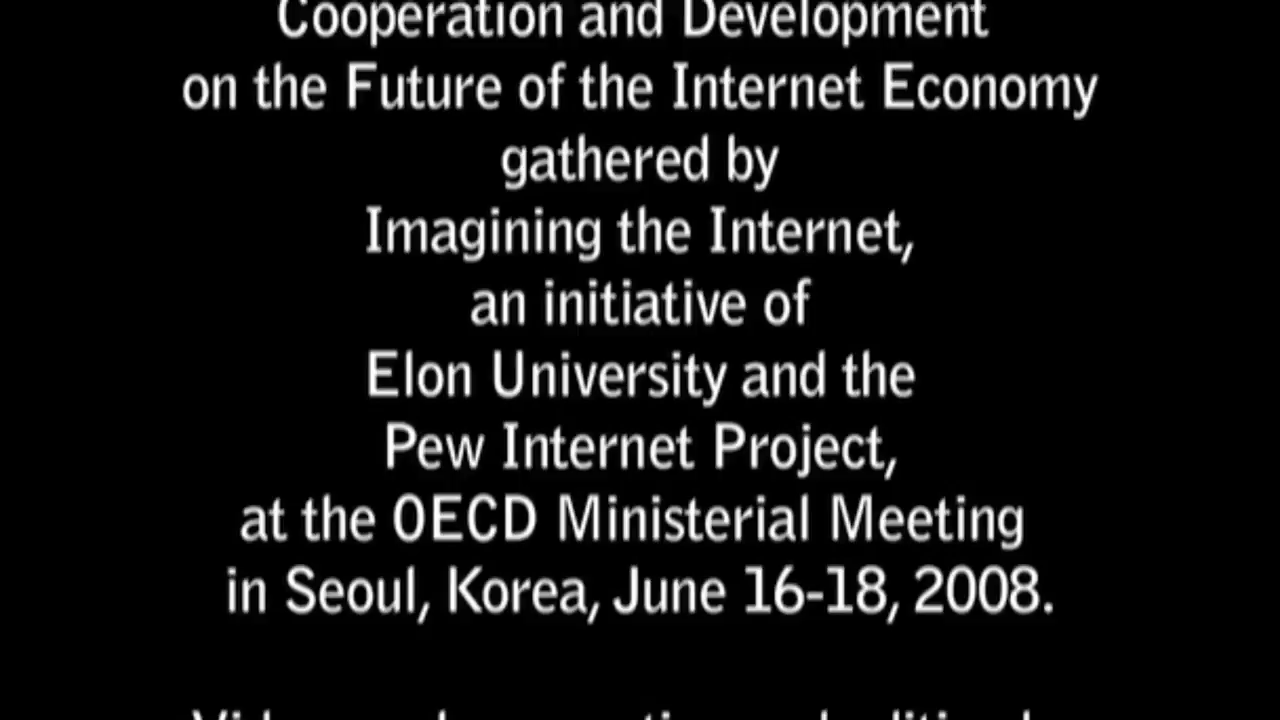 Cooperation and Development
on the Future of the Internet Economy
gathered by
Imagining the Internet,
an initiative of
Elon University and the
Pew Internet Project,
at the OECD Ministerial Meeting
in Seoul, Korea, June 16-18, 2008.